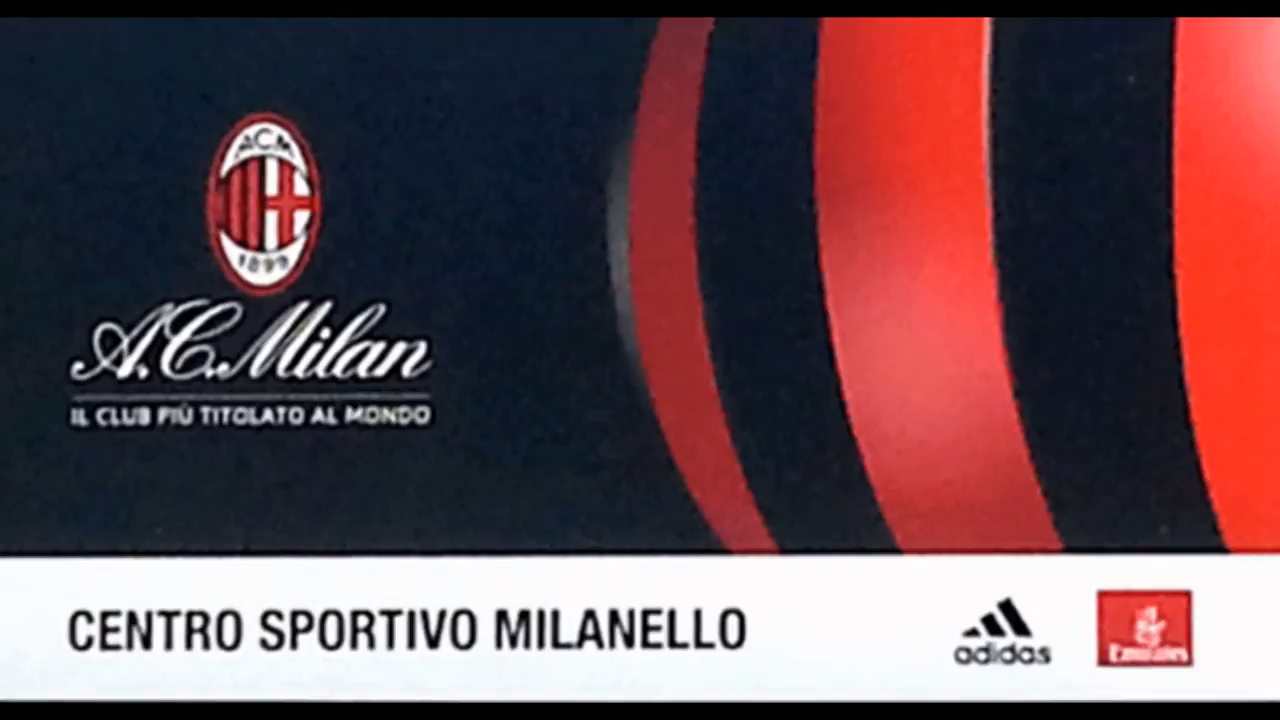 ACM
1899
A.C. Milan
IL CLUB PIÙ TITOLATO AL MONDO
CENTRO SPORTIVO MILANELLO
adidas
Emirates